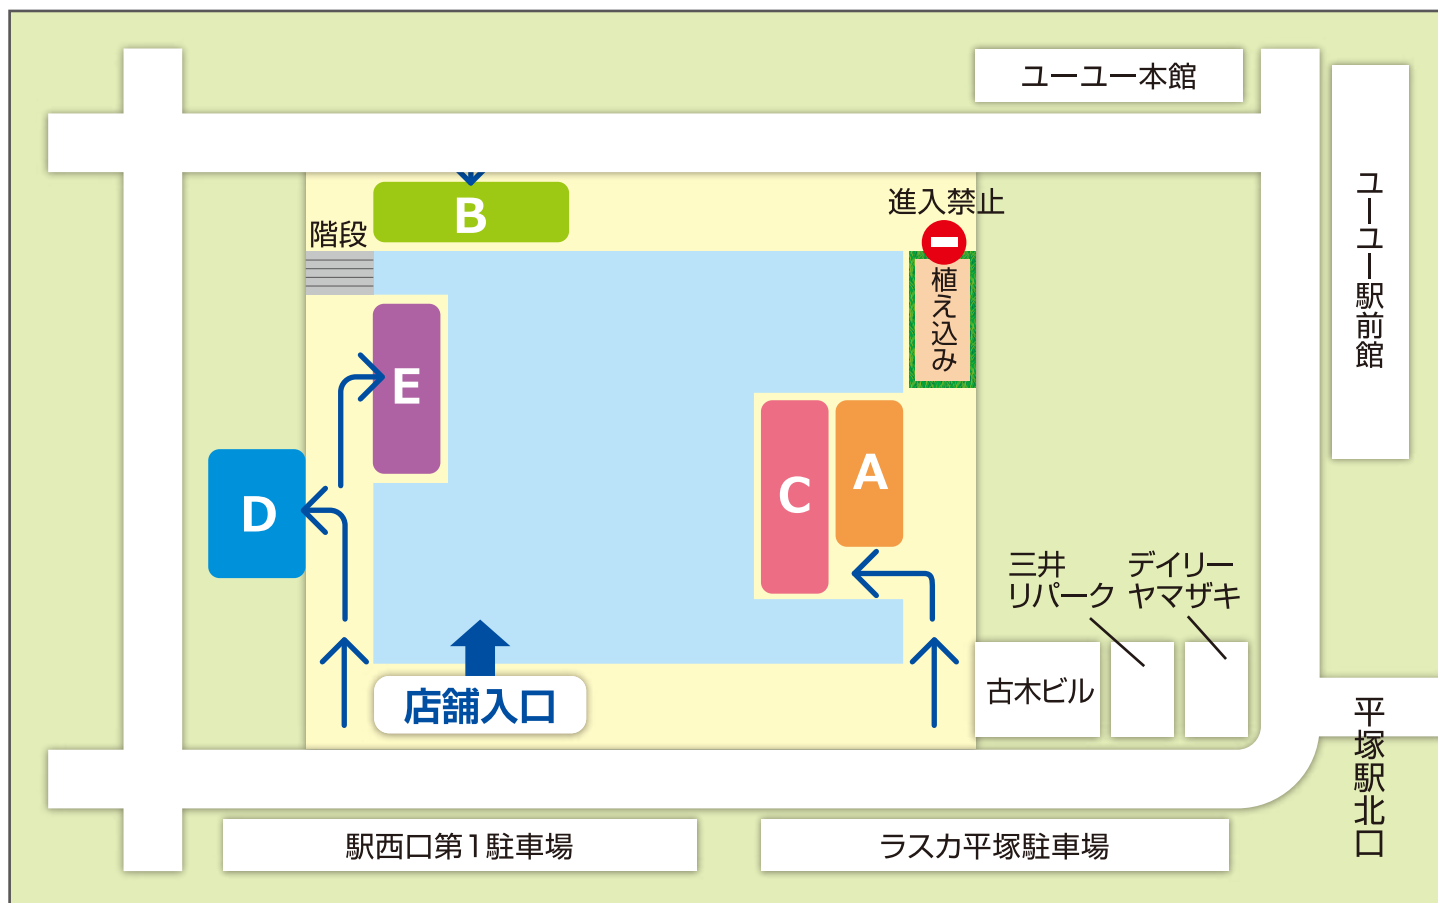 ユーユー本館
ユーユー駅前館
進入禁止
B
階段
植え込み
E
C
A
D
三井
リパーク
デイリー
ヤマザキ
古木ビル
店舗入口
平塚駅北口
駅西口第1駐車場
ラスカ平塚駐車場